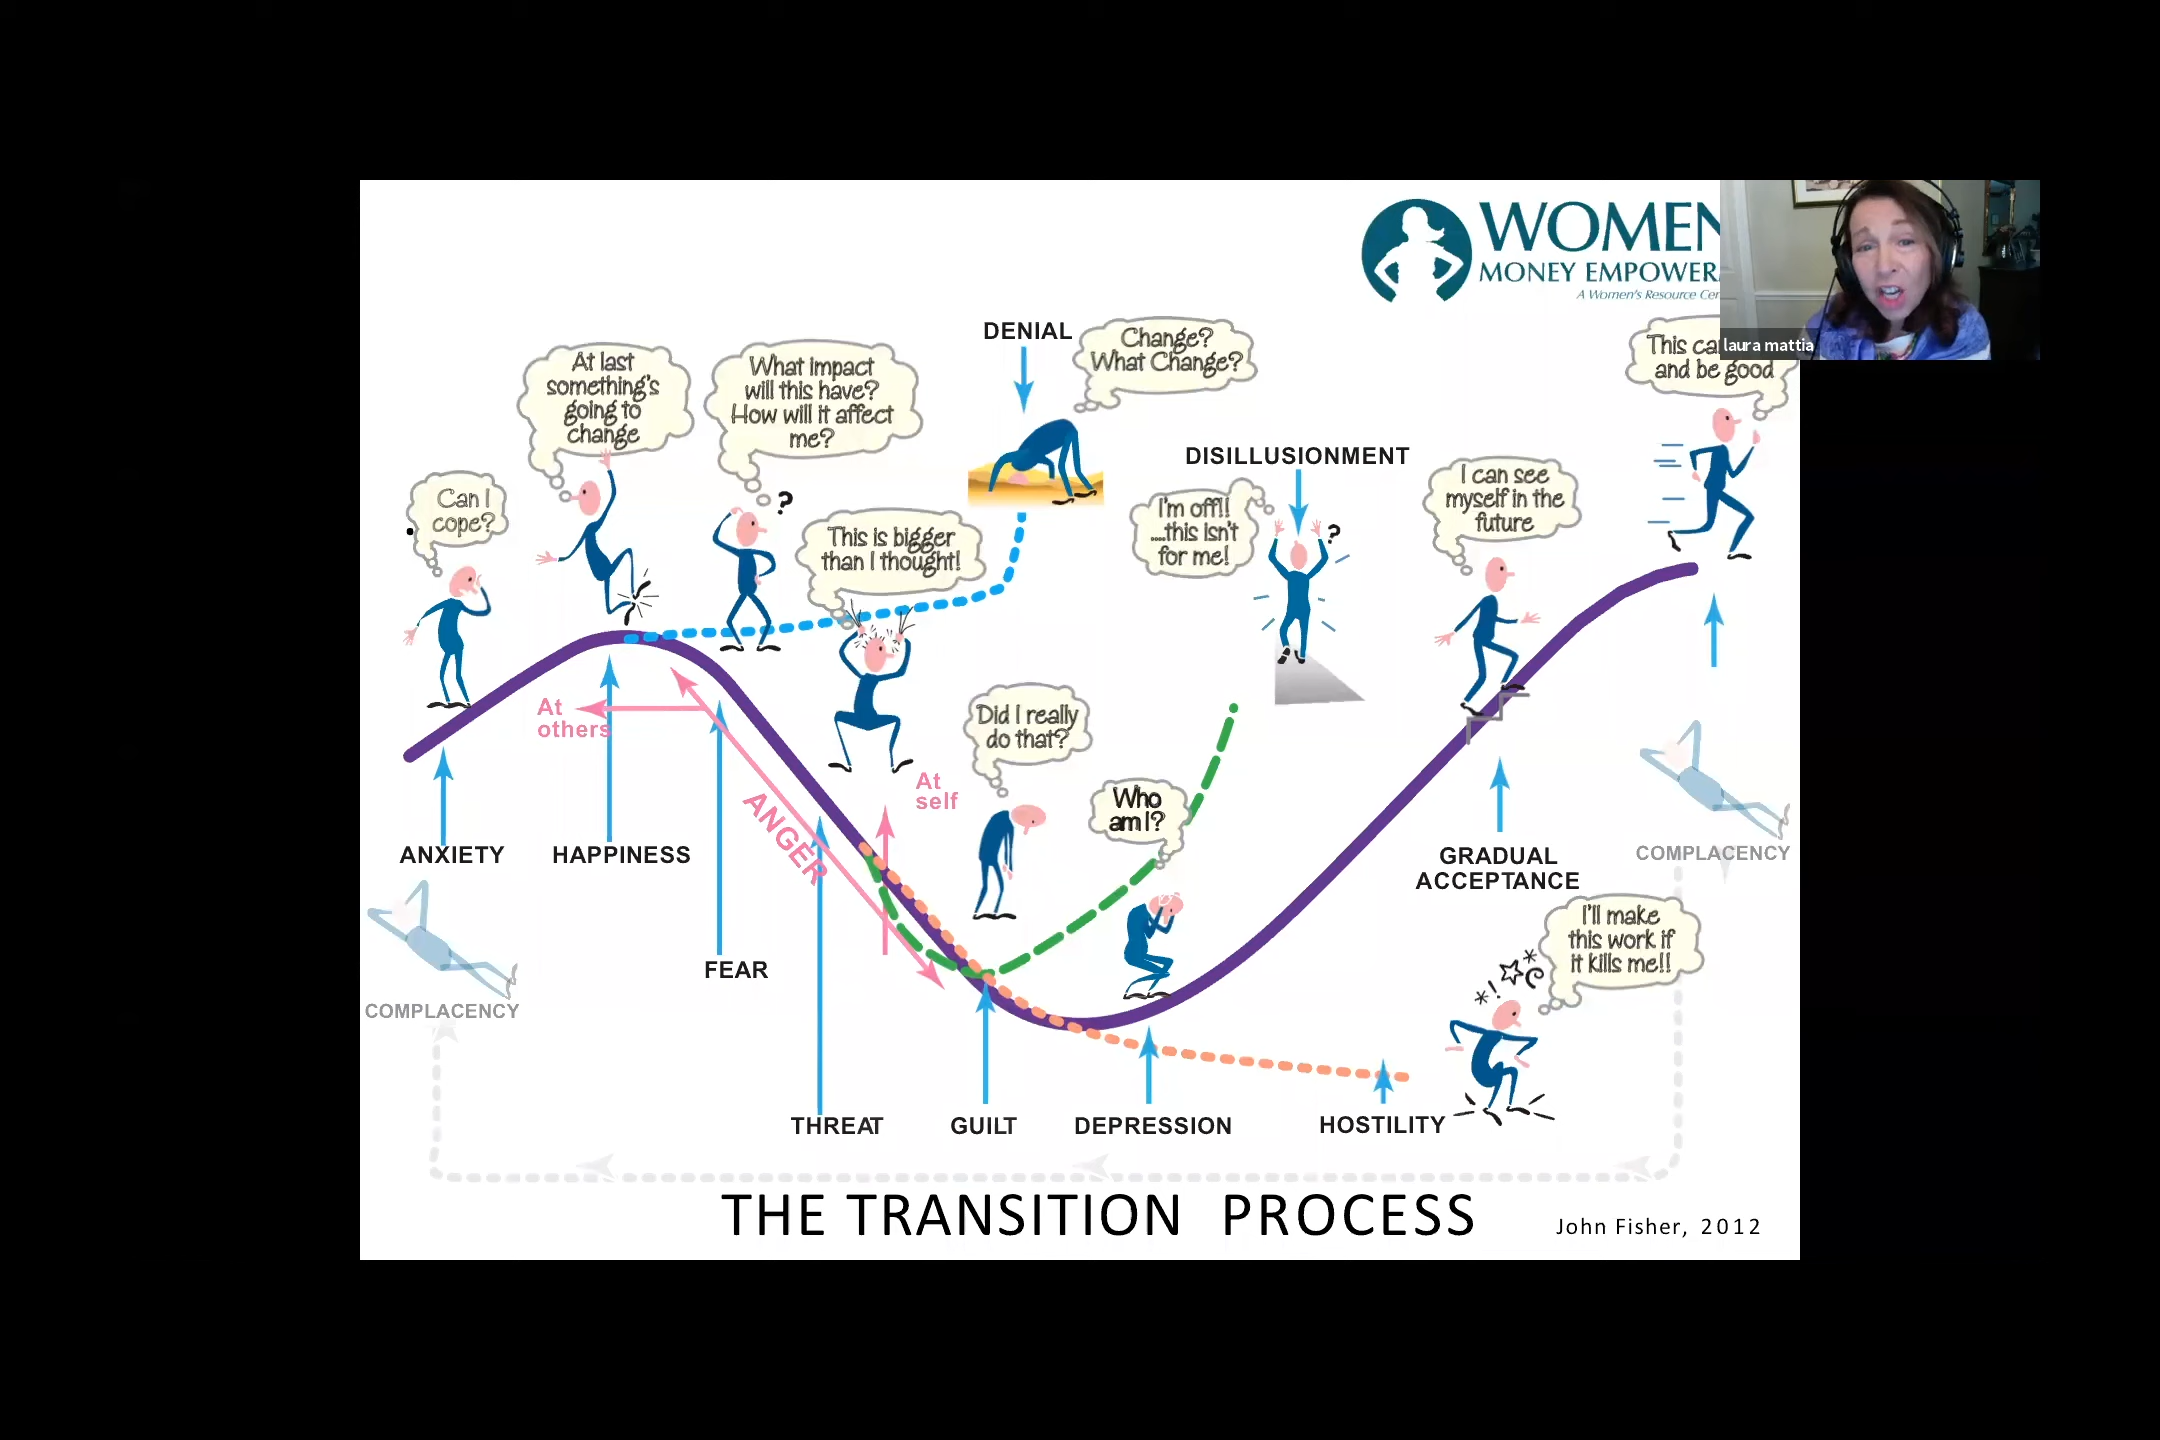 WOMEN
MONEY EMPOWER
A Women's Resource Cen
laura mattia
DENIAL
Change?
What Change?
At last
something's
going to
change
What impact
will this have?
How will it affect
me?
?
This
and be good
DISILLUSIONMENT
I can see
myself in the
future
Can I
cope?
I'm off!!
....this isn't
for me!
?
This is bigger
than I thought!
At
others
Did I really
do that?
At
self
ANGER
Who
am I?
ANXIETY
HAPPINESS
GRADUAL
ACCEPTANCE
COMPLACENCY
I'll make
this work if
it kills me!!
FEAR
COMPLACENCY
THREAT
GUILT
DEPRESSION
HOSTILITY
THE TRANSITION PROCESS
John Fisher, 2012